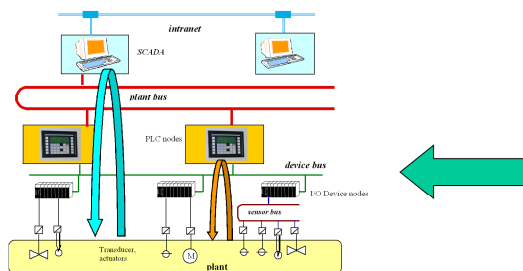 intranet
SCADA
plant bus
PLC nodes
device bus
I/O Device nodes
sensor bus
M
Transducer,
actuators
plant